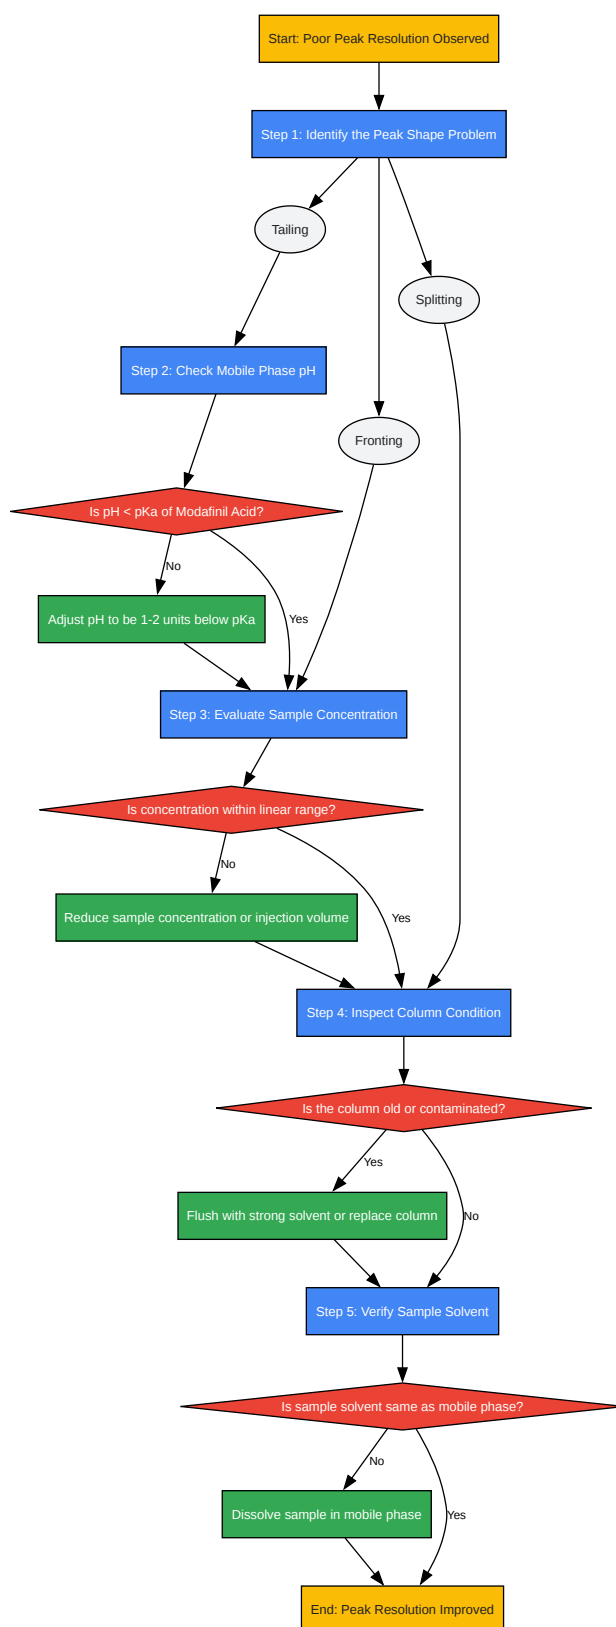 Start: Poor Peak Resolution Observed
Step 1: Identify the Peak Shape Problem
Tailing
Splitting
Step 2: Check Mobile Phase pH
Fronting
Is pH < pKa of Modafinil Acid?
No
Adjust pH to be 1-2 units below pKa
Yes
Step 3: Evaluate Sample Concentration
Is concentration within linear range?
No
Reduce sample concentration or injection volume
Yes
Step 4: Inspect Column Condition
Is the column old or contaminated?
Yes
Flush with strong solvent or replace column
No
Step 5: Verify Sample Solvent
Is sample solvent same as mobile phase?
No
Dissolve sample in mobile phase
Yes
End: Peak Resolution Improved